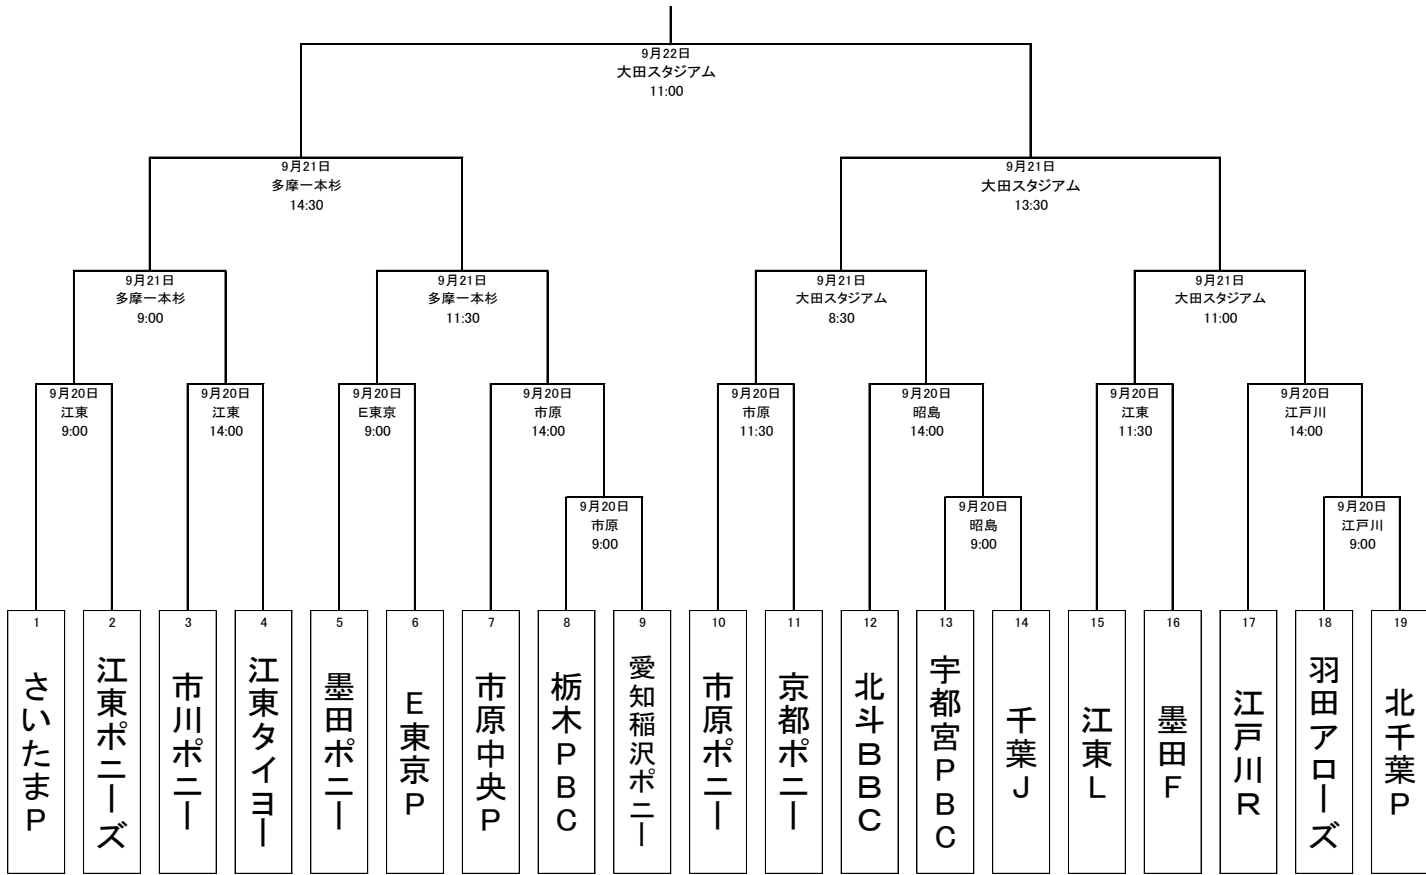 9月22日
大田スタジアム
11:00
9月21日
多摩一本杉
14:30
9月21日
大田スタジアム
13:30
9月21日
多摩一本杉
9:00
9月21日
多摩一本杉
11:30
9月21日
大田スタジアム
8:30
9月21日
大田スタジアム
11:00
9月20日
江東
9:00
9月20日
江東
14:00
9月20日
E東京
9:00
9月20日
市原
14:00
9月20日
市原
11:30
9月20日
昭島
14:00
9月20日
江東
11:30
9月20日
江戸川
14:00
9月20日
市原
9:00
9月20日
昭島
9:00
9月20日
江戸川
9:00
1
さいたまP
2
江東ポニーズ
3
市川ポニー
4
江東タイヨー
5
墨田ポニー
6
E東京P
7
市原中央P
8
栃木PBC
9
愛知稲沢ポニー
10
市原ポニー
11
京都ポニー
12
北斗BBC
13
宇都宮PBC
14
千葉J
15
江東L
16
墨田F
17
江戸川R
18
羽田アローズ
19
北千葉P